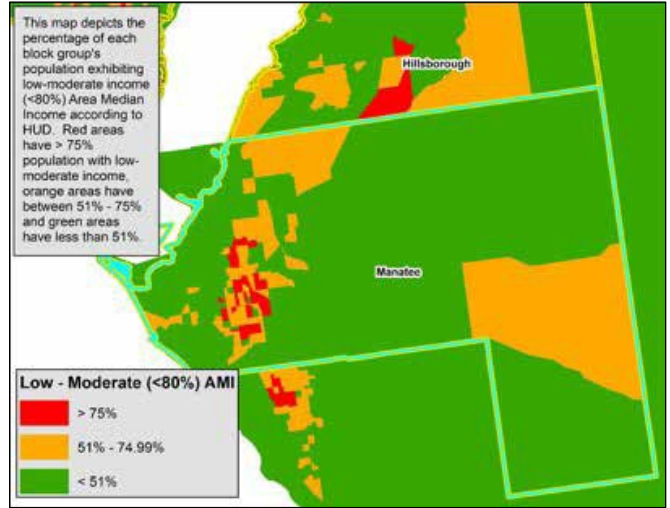 This map depicts the
percentage of each
block group's
population exhibiting
low-moderate income
(<80%) Area Median
Income according to
HUD. Red areas
have > 75%
population with low-
moderate income,
orange areas have
between 51% - 75%
and green areas
have less than 51%.
Hillsborough
Manatee
Low - Moderate (<80%) AMI
> 75%
51% - 74.99%
< 51%